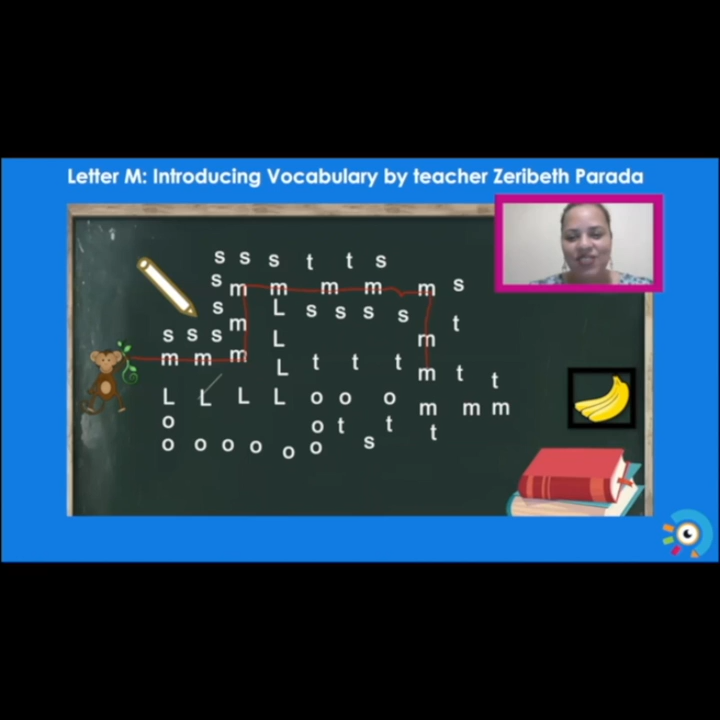 Letter M: Introducing Vocabulary by teacher Zeribeth Parada
s s s t t s
s m m m m m s
s L s s s s t
m
s s s L m
m m m L t t t m t t
L L L L o o o m m m
o o t t t
o o o o o o s